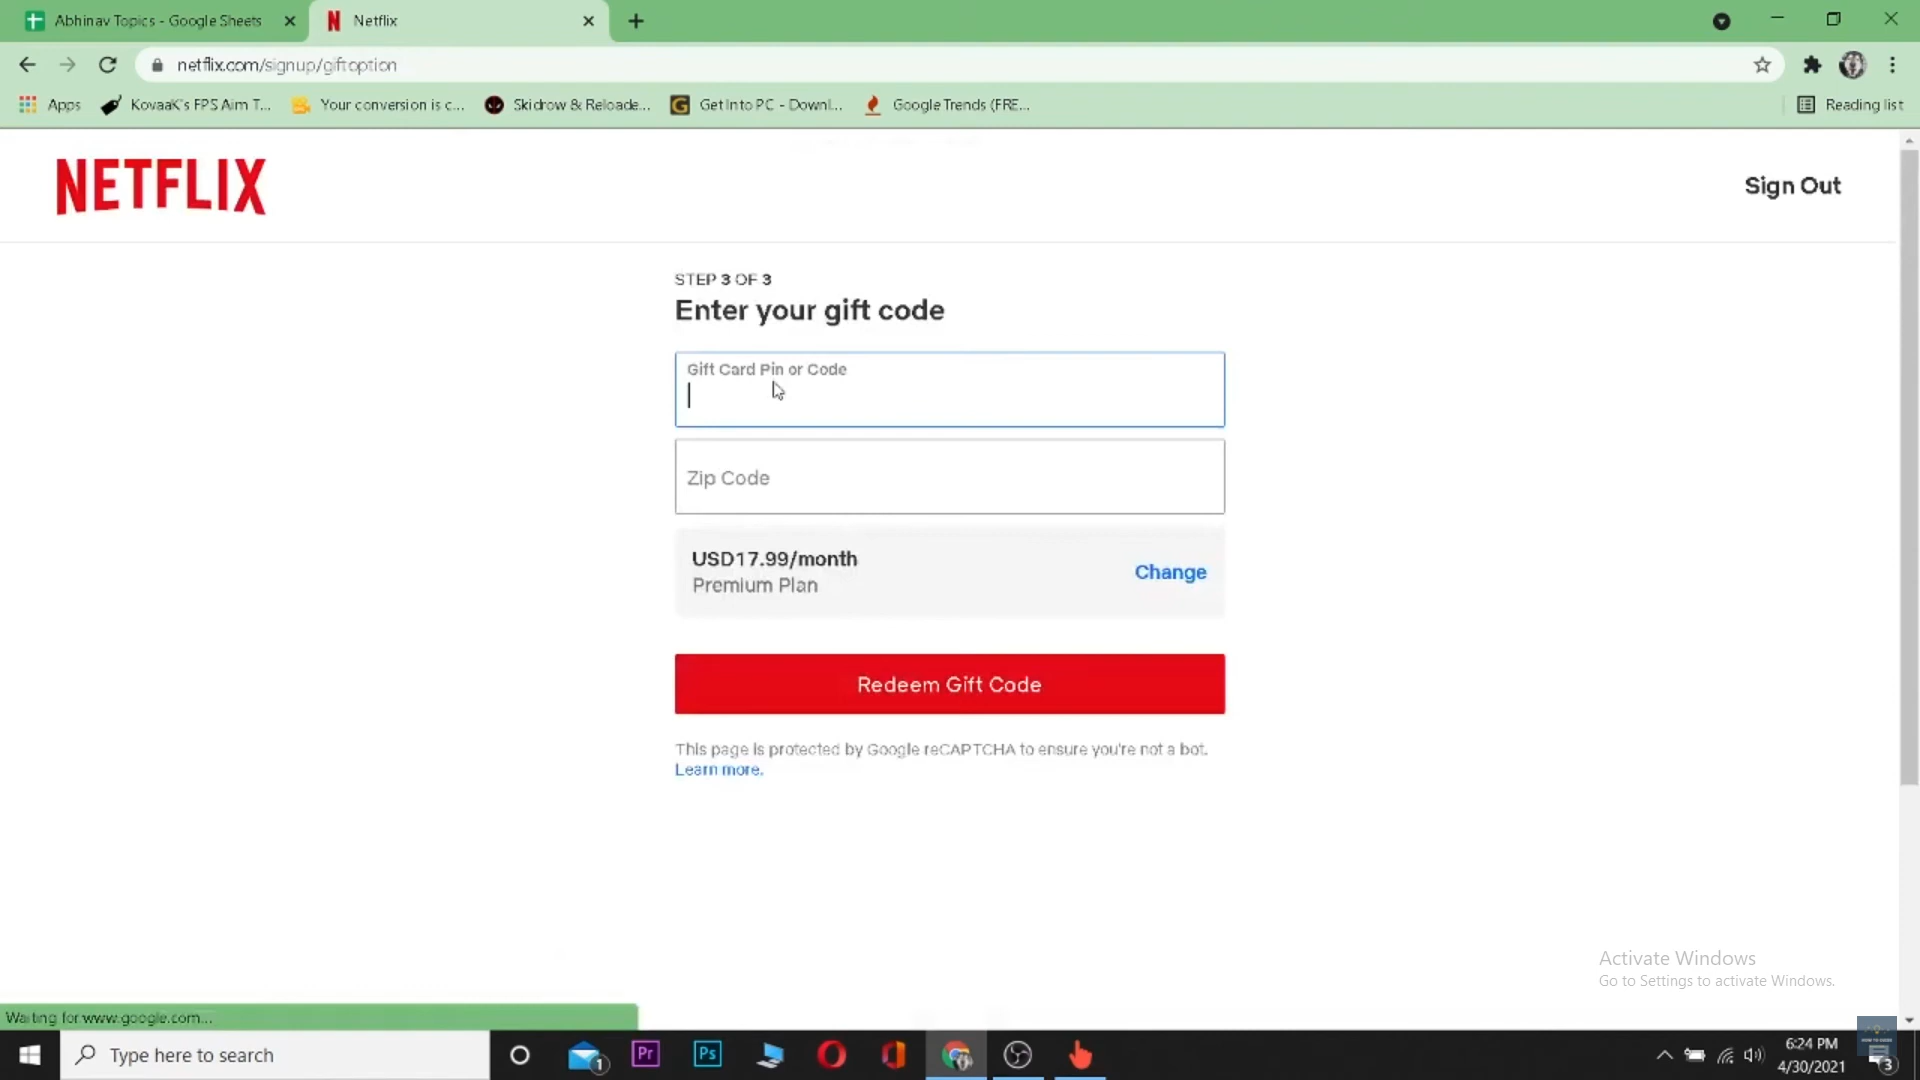 Abhinav Topics - Google Sheets
Netflix
netflix.com/signup/giftoption
Apps
KovaaK's FPS Aim T...
Your conversion is c...
Skidrow & Reloade...
Get Into PC - Downl...
Google Trends (FRE...
Reading list
NETFLIX
Sign Out
STEP 3 OF 3
Enter your gift code
Gift Card Pin or Code
Zip Code
USD17.99/month
Premium Plan
Change
Redeem Gift Code
This page is protected by Google reCAPTCHA to ensure you're not a bot.
Learn more.
Activate Windows
Go to Settings to activate Windows.
Waiting for www.google.com...
Type here to search
1
Pr
Ps
6:24 PM
4/30/2021
3